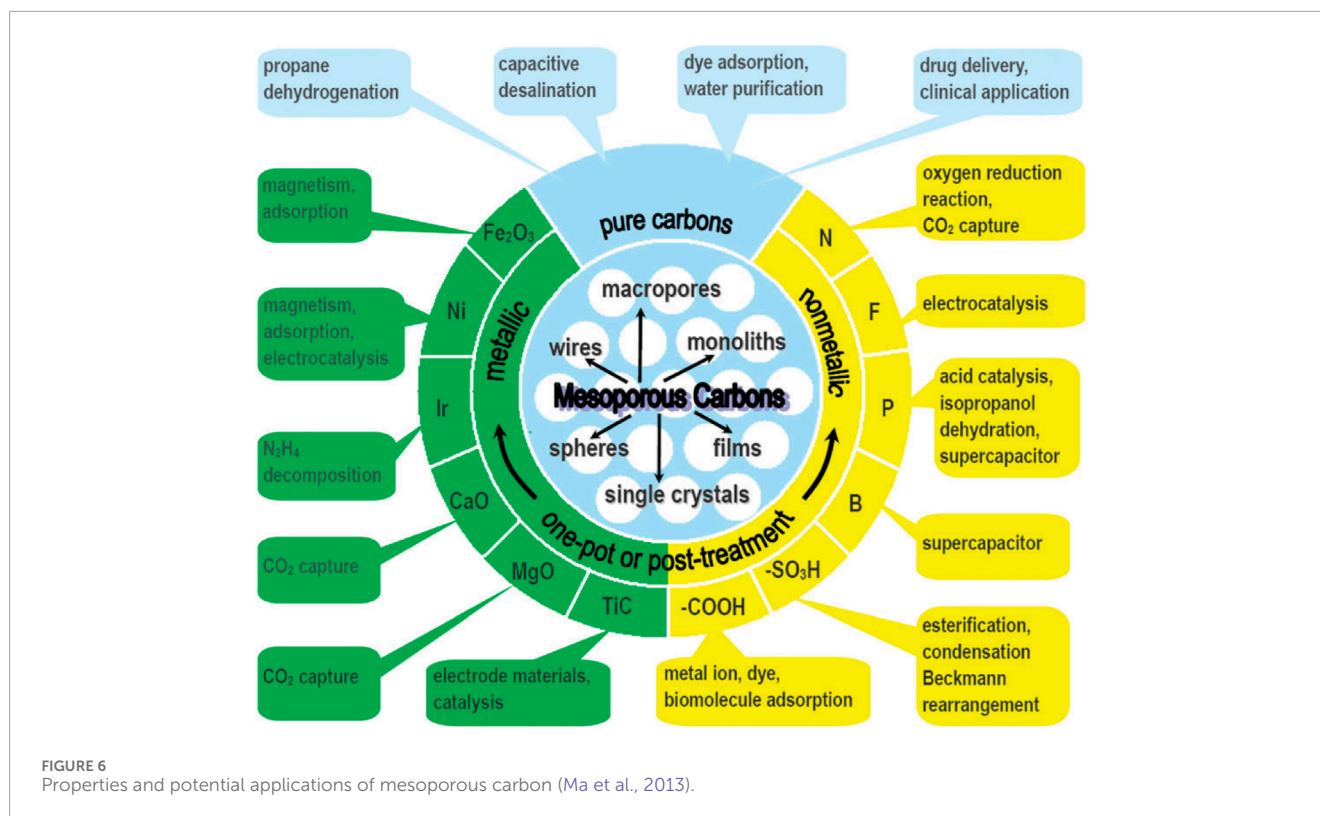 propane
dehydrogenation
capacitive
desalination
dye adsorption,
water purification
drug delivery,
clinical application
magnetism,
adsorption
magnetism,
adsorption,
electrocatalysis
N₂H₄
decomposition
CO₂ capture
CO₂ capture
electrode materials,
catalysis
metal ion, dye,
biomolecule adsorption
oxygen reduction
reaction,
CO₂ capture
electrocatalysis
acid catalysis,
isopropanol
dehydration,
supercapacitor
supercapacitor
esterification,
condensation
Beckmann
rearrangement
pure carbons
Fe₂O₃
Ni
Ir
CaO
MgO
TiC
-COOH
-SO₃H
B
P
F
N
metallic
nonmetallic
one-pot or post-treatment
macropores
wires
monoliths
Mesoporous Carbons
spheres
films
single crystals
FIGURE 6
Properties and potential applications of mesoporous carbon (Ma et al., 2013).